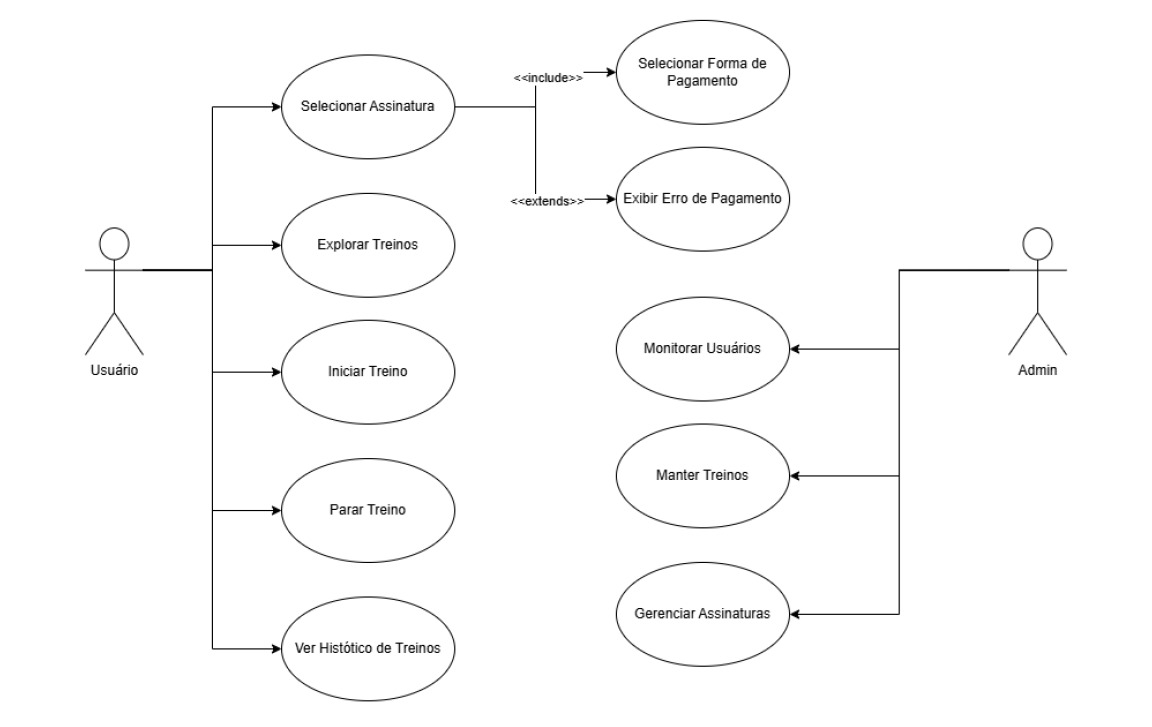 Selecionar Forma de
Pagamento
<<include>>
Selecionar Assinatura
<<extends>>
Exibir Erro de Pagamento
Explorar Treinos
Monitorar Usuários
Usuário
Iniciar Treino
Admin
Manter Treinos
Parar Treino
Gerenciar Assinaturas
Ver Histótico de Treinos